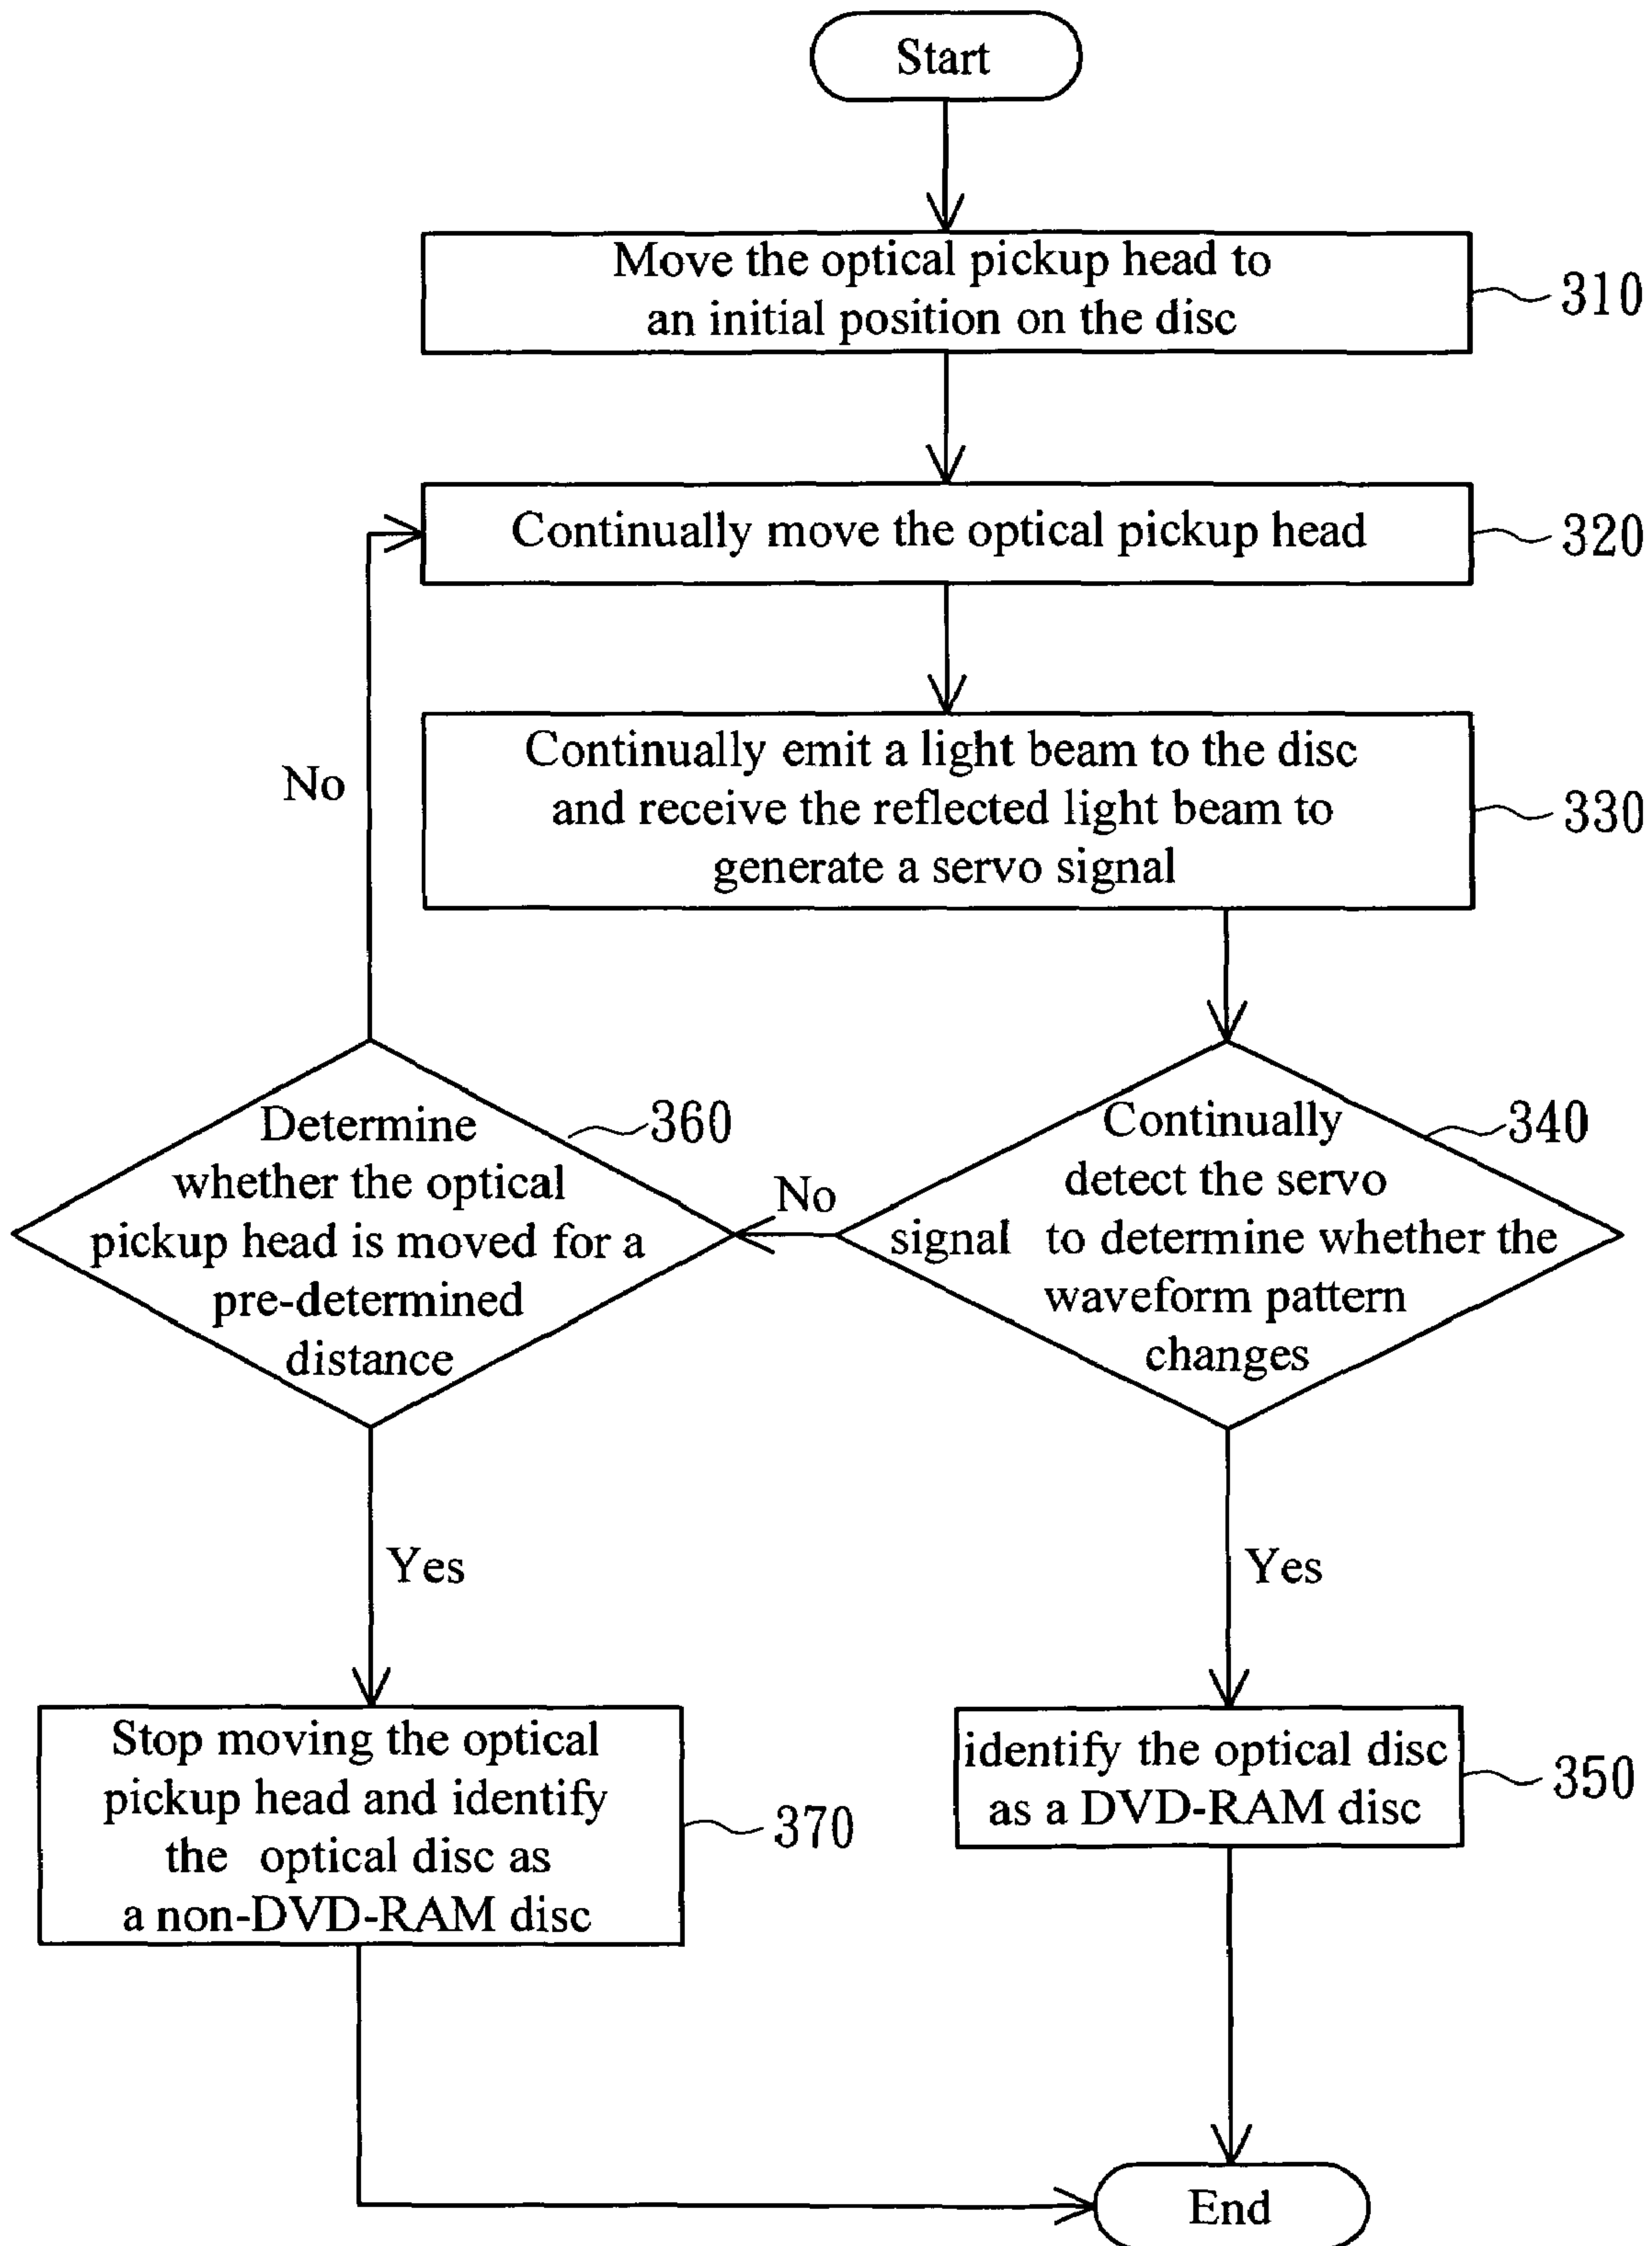 Start
Move the optical pickup head to
an initial position on the disc
310
Continually move the optical pickup head
320
No
Continually emit a light beam to the disc
and receive the reflected light beam to
generate a servo signal
330
Determine
whether the optical
pickup head is moved for a
pre-determined
distance
360
No
Continually
detect the servo
signal to determine whether the
waveform pattern
changes
340
Yes
Yes
Stop moving the optical
pickup head and identify
the optical disc as
a non-DVD-RAM disc
370
identify the optical disc
as a DVD-RAM disc
350
End